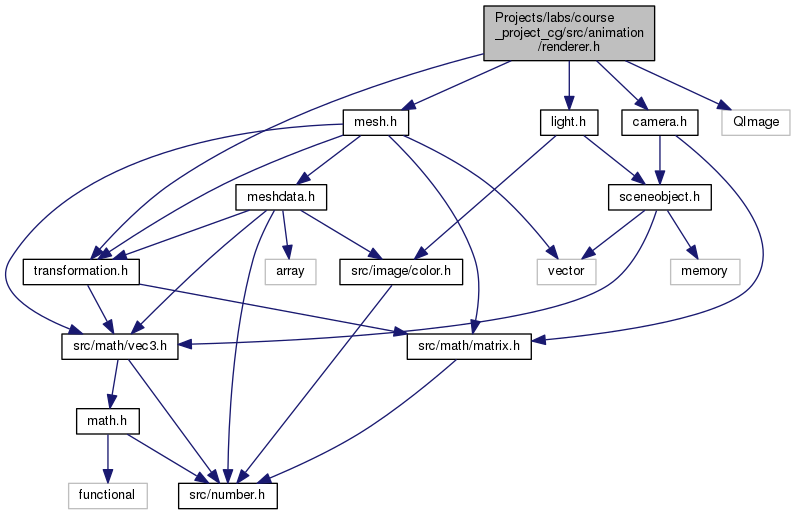 Projects/labs/course
_project_cg/src/animation
/renderer.h
mesh.h
light.h
camera.h
QImage
meshdata.h
sceneobject.h
transformation.h
array
src/image/color.h
vector
memory
src/math/vec3.h
src/math/matrix.h
math.h
functional
src/number.h